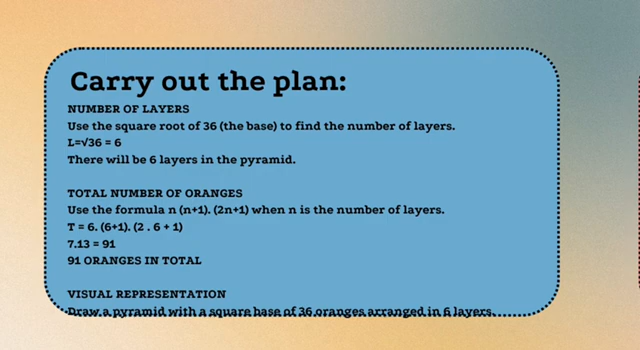 Carry out the plan:
NUMBER OF LAYERS
Use the square root of 36 (the base) to find the number of layers.
L=√36 = 6
There will be 6 layers in the pyramid.
TOTAL NUMBER OF ORANGES
Use the formula n (n+1). (2n+1) when n is the number of layers.
T = 6. (6+1). (2 . 6 + 1)
7.13 = 91
91 ORANGES IN TOTAL
VISUAL REPRESENTATION
Draw a pyramid with a square base of 36 oranges arranged in 6 layers.